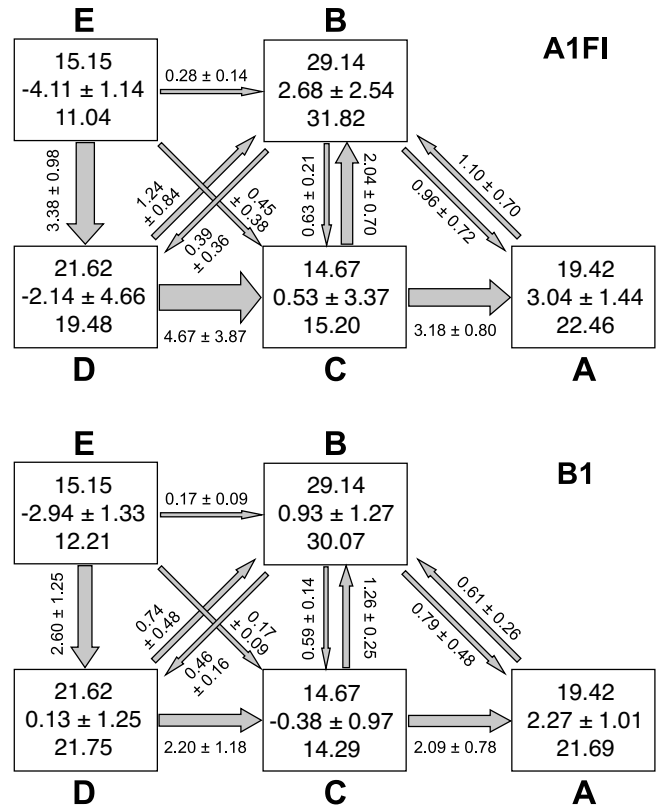 E
B
A1FI
15.15
-4.11 ± 1.14
11.04
0.28 ± 0.14
29.14
2.68 ± 2.54
31.82
3.38 ± 0.98
1.24
± 0.84
0.45
± 0.38
0.39
± 0.36
0.63 ± 0.21
2.04 ± 0.70
1.10 ± 0.70
0.96 ± 0.72
21.62
-2.14 ± 4.66
19.48
4.67 ± 3.87
14.67
0.53 ± 3.37
15.20
3.18 ± 0.80
19.42
3.04 ± 1.44
22.46
D
C
A
E
B
B1
15.15
-2.94 ± 1.33
12.21
0.17 ± 0.09
29.14
0.93 ± 1.27
30.07
2.60 ± 1.25
0.74
± 0.48
0.17
± 0.09
0.46
± 0.16
0.59 ± 0.14
1.26 ± 0.25
0.61 ± 0.26
0.79 ± 0.48
21.62
0.13 ± 1.25
21.75
2.20 ± 1.18
14.67
-0.38 ± 0.97
14.29
2.09 ± 0.78
19.42
2.27 ± 1.01
21.69
D
C
A